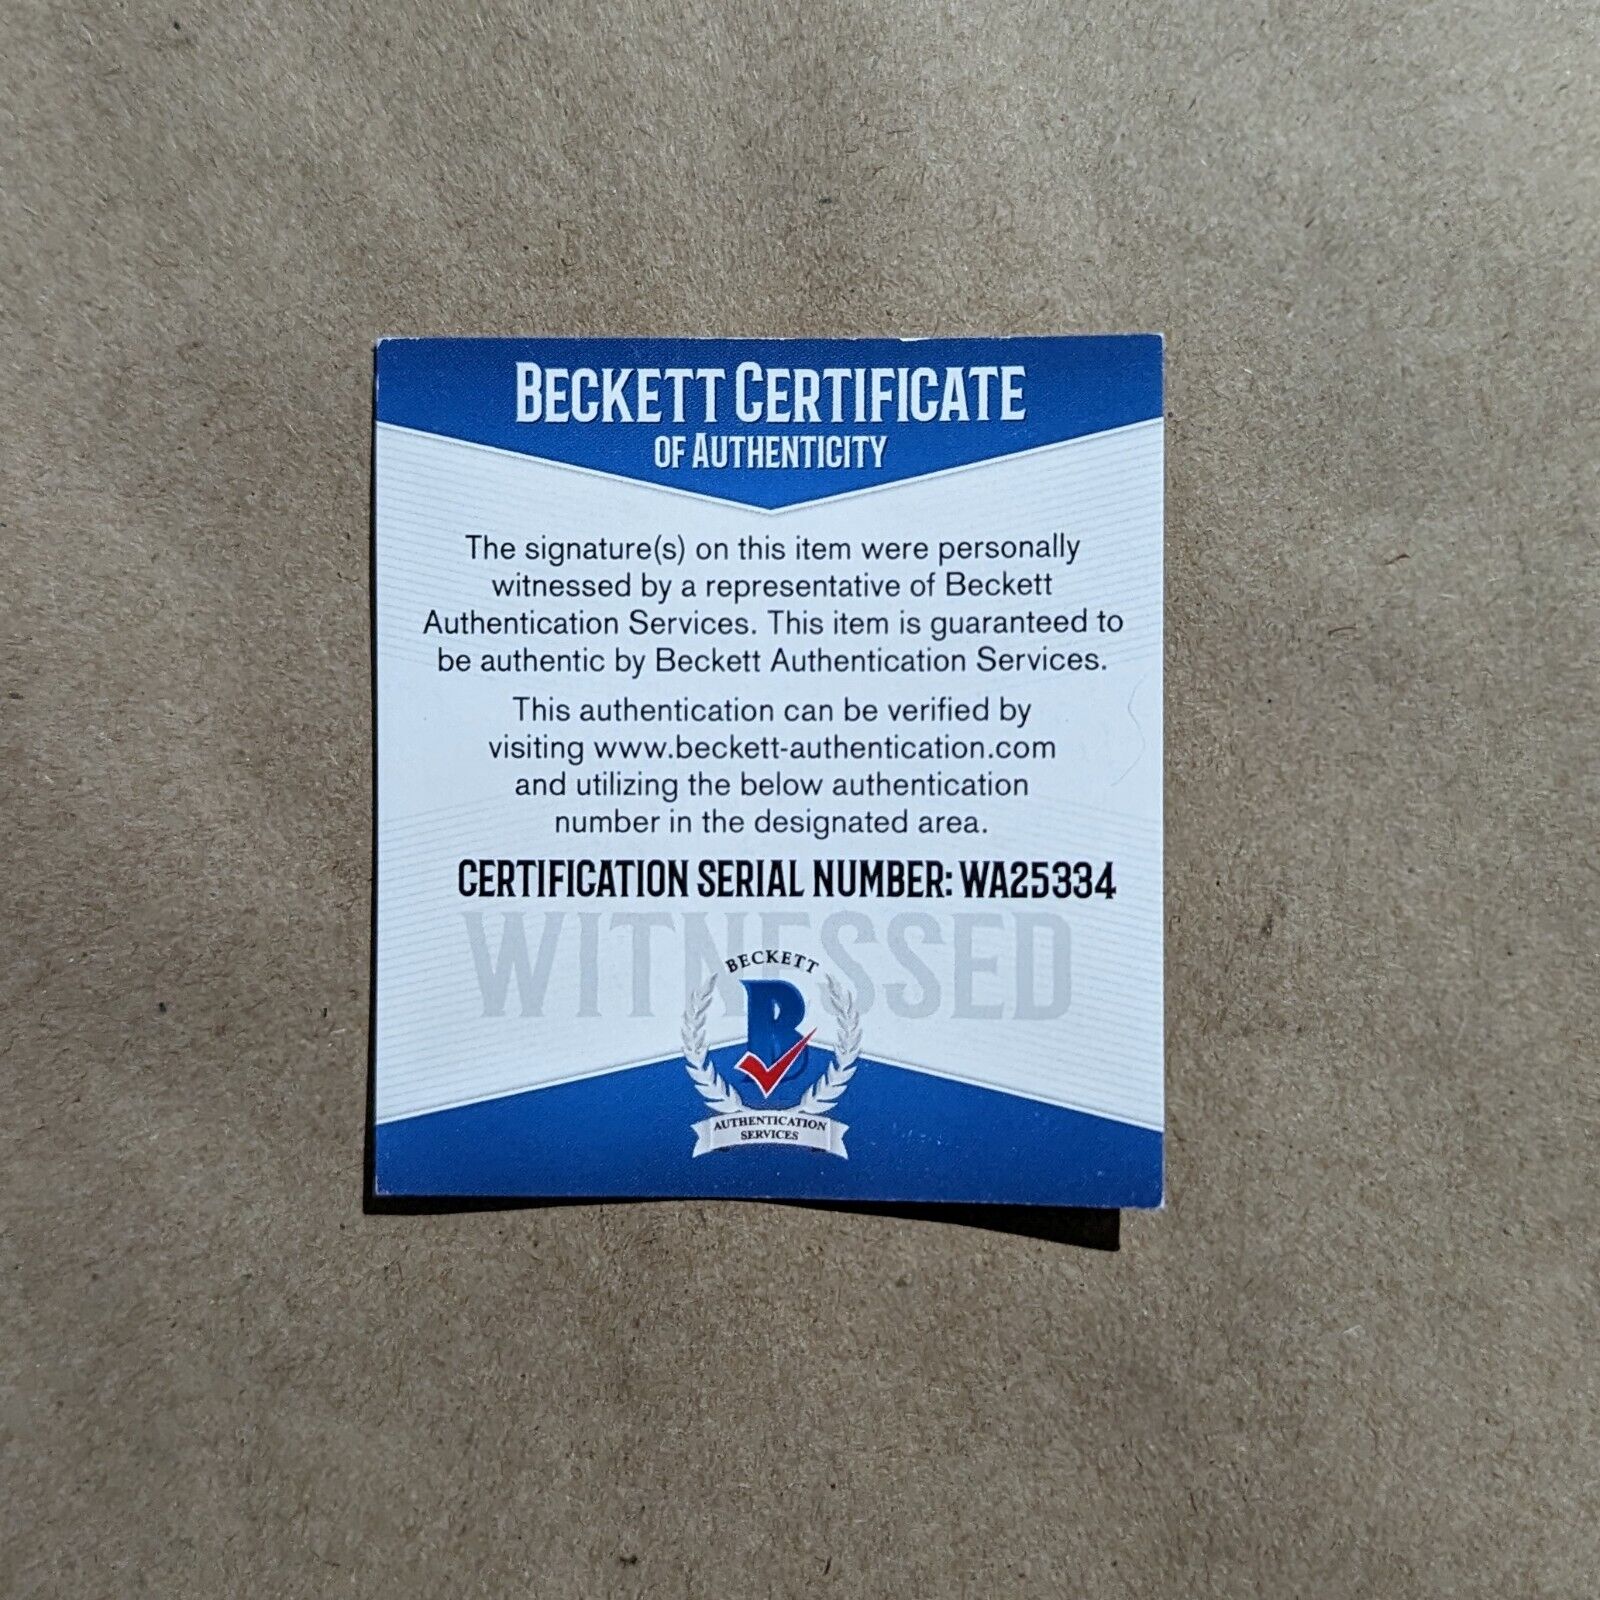 BECKETT CERTIFICATE
OF AUTHENTICITY
The signature(s) on this item were personally
witnessed by a representative of Beckett
Authentication Services. This item is guaranteed to
be authentic by Beckett Authentication Services.
This authentication can be verified by
visiting www.beckett-authentication.com
and utilizing the below authentication
number in the designated area.
CERTIFICATION SERIAL NUMBER: WA25334
WITNESSED
BECKETT
B
AUTHENTICATION
SERVICES